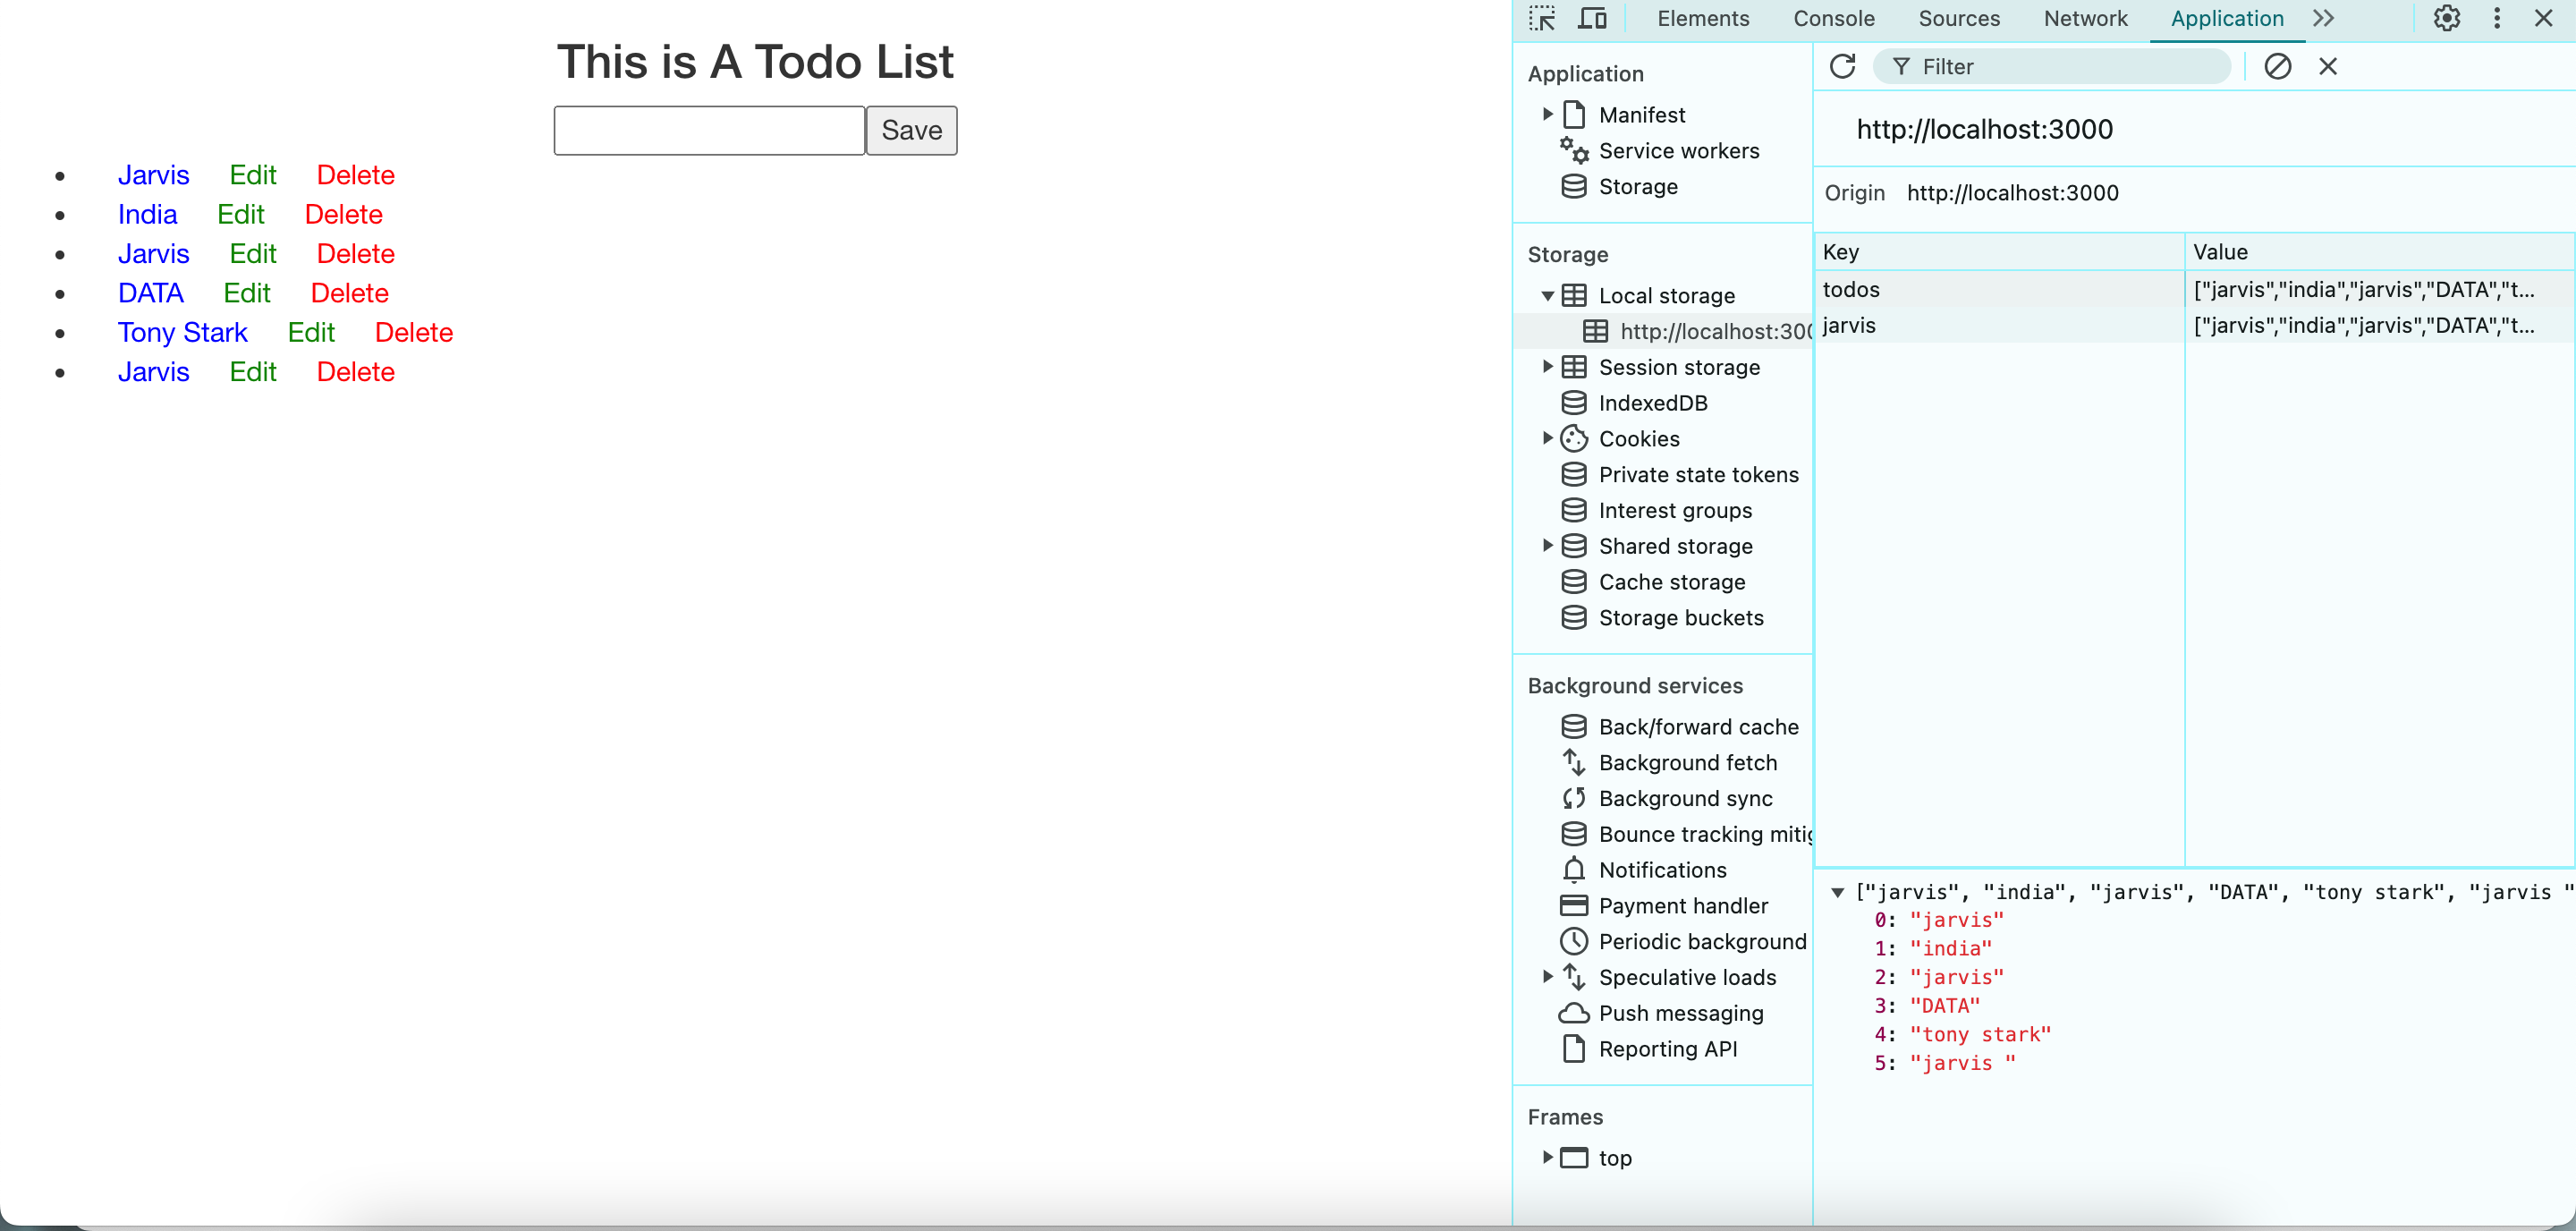 This is A Todo List
Save
Jarvis Edit Delete
India Edit Delete
Jarvis Edit Delete
DATA Edit Delete
Tony Stark Edit Delete
Jarvis Edit Delete
Elements Console Sources Network Application
Application
Manifest
Service workers
Storage
Storage
Local storage
http://localhost:300
Session storage
IndexedDB
Cookies
Private state tokens
Interest groups
Shared storage
Cache storage
Storage buckets
Background services
Back/forward cache
Background fetch
Background sync
Bounce tracking mitig
Notifications
Payment handler
Periodic background
Speculative loads
Push messaging
Reporting API
Frames
top
Filter
http://localhost:3000
Origin http://localhost:3000
Key Value
todos ["jarvis","india","jarvis","DATA","t...
jarvis ["jarvis","india","jarvis","DATA","t...
["jarvis", "india", "jarvis", "DATA", "tony stark", "jarvis "
0: "jarvis"
1: "india"
2: "jarvis"
3: "DATA"
4: "tony stark"
5: "jarvis "